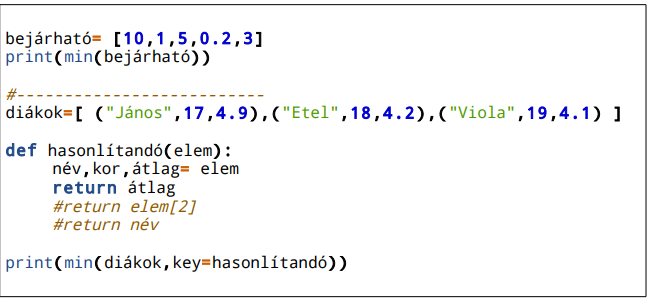 bejárható= [10,1,5,0.2,3]
print(min(bejárható))
#--------------------------
diákok=[ ("János",17,4.9),("Etel",18,4.2),("Viola",19,4.1) ]
def hasonlítandó(elem):
név,kor,átlag= elem
return átlag
#return elem[2]
#return név
print(min(diákok,key=hasonlítandó))